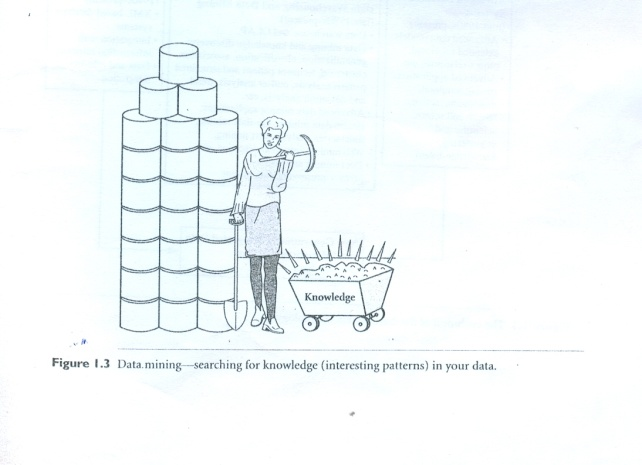 Knowledge
Figure 1.3 Data mining—searching for knowledge (interesting patterns) in your data.